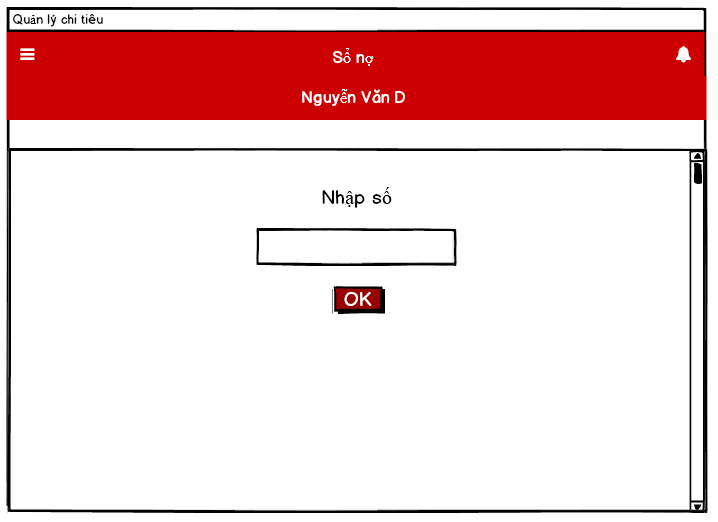 Quản lý chi tiêu
Sổ nợ
Nguyễn Văn D
Nhập số
OK